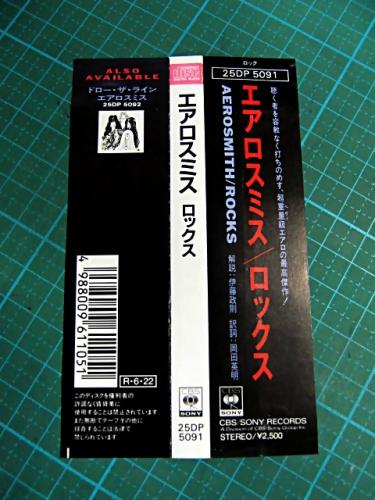 ALSO
AVAILABLE
ドロー・ザ・ライン
エアロスミス
25DP 5092
4988009611051
R-6・22
このディスクを権利者の
許諾なく賃貸業に
使用することは禁止されています
また無断でテープその他に
録音することは法律で
禁じられています
エアロスミス ロックス
CBS
SONY
25DP
5091
ロック
25DP 5091
聴く者を容赦なく打ちのめす、超重量級エアロの最高傑作!
エアロスミス/ロックス
AEROSMITH/ROCKS
解説:伊藤政則 訳詞:岡田英明
CBS
SONY
CBS/SONY RECORDS
A Division of CBS/Sony Group Inc.
STEREO/¥2,500